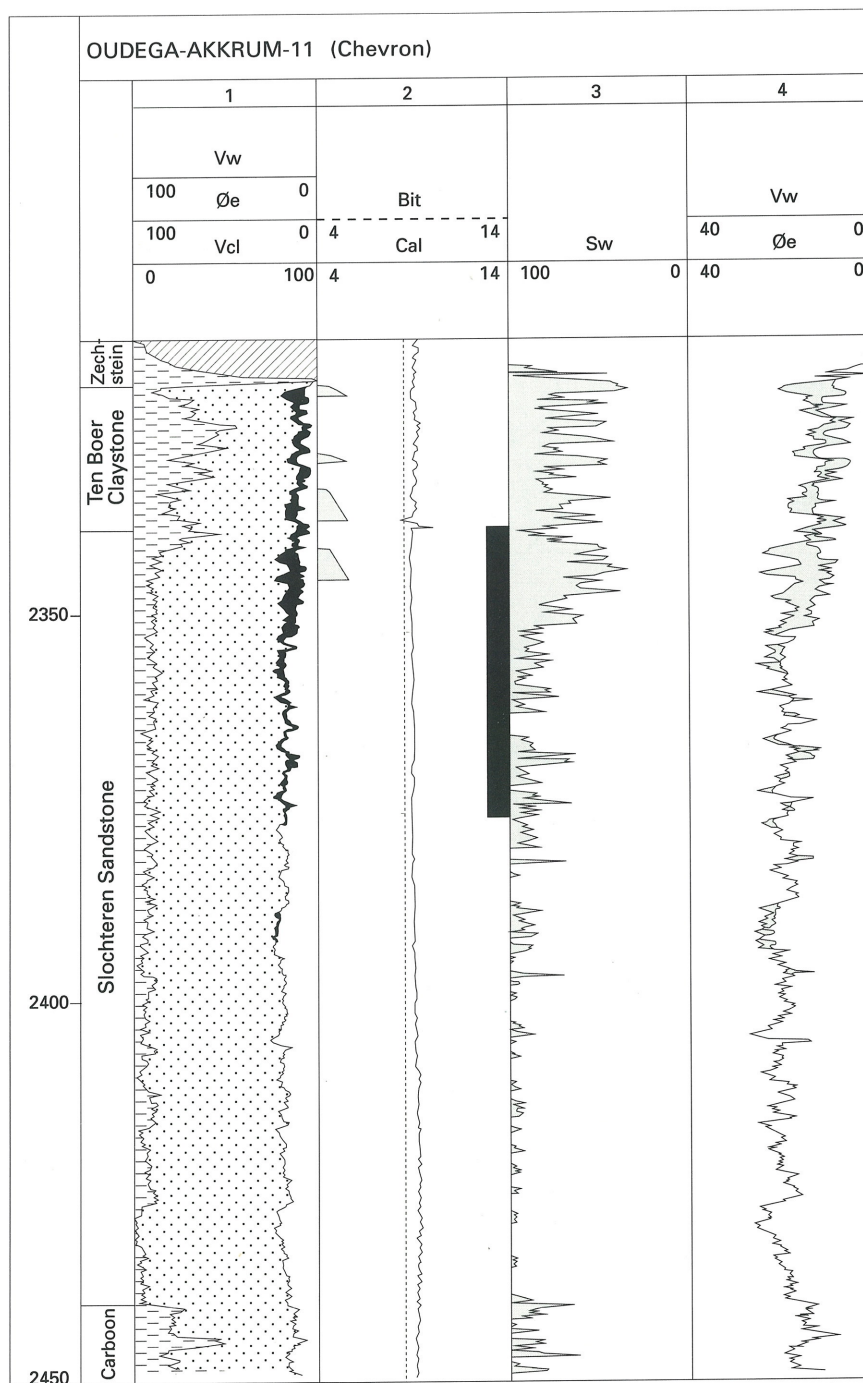 OUDEGA-AKKRUM-11 (Chevron)
1 2 3 4
Vw
100 0
Øe
100 0
Vcl
0 100
Bit
4 14
Cal
4 14
Sw
100 0
Vw
40 0
Øe
40 0
Zech-
stein
Ten Boer
Claystone
Slochteren Sandstone
Carboon
2350
2400
2450